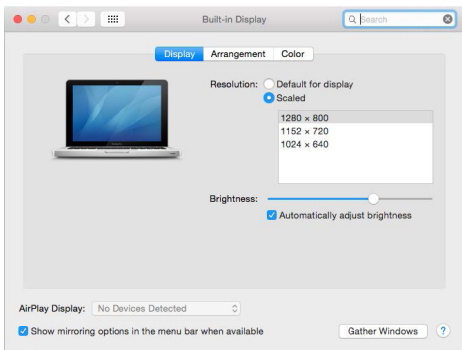 Built-in Display
Search
Display Arrangement Color
Resolution: Default for display
Scaled
1280 × 800
1152 × 720
1024 × 640
Brightness:
Automatically adjust brightness
AirPlay Display: No Devices Detected
Show mirroring options in the menu bar when available
Gather Windows ?